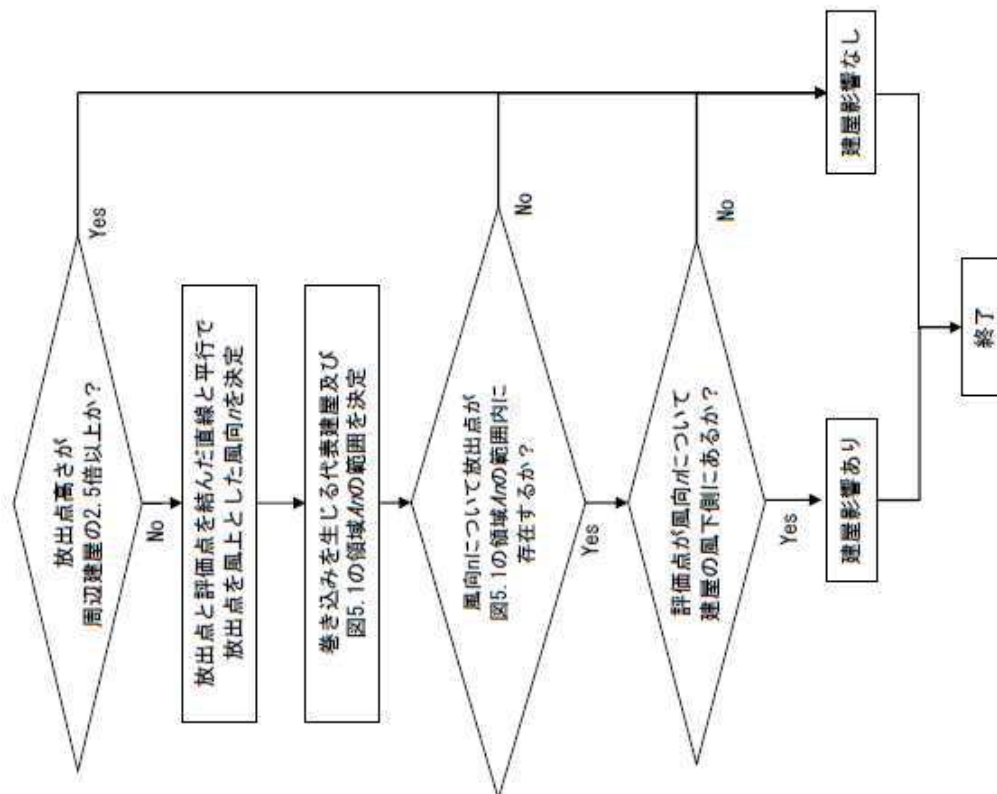 放出点高さが
周辺建屋の2.5倍以上か?
Yes
No
放出点と評価点を結んだ直線と平行で
放出点を風上とした風向nを決定
巻き込みを生じる代表建屋及び
図5.1の領域Anの範囲を決定
風向nについて放出点が
図5.1の領域Anの範囲内に
存在するか?
No
Yes
評価点が風向nについて
建屋の風下側にあるか?
No
Yes
建屋影響あり
建屋影響なし
終了